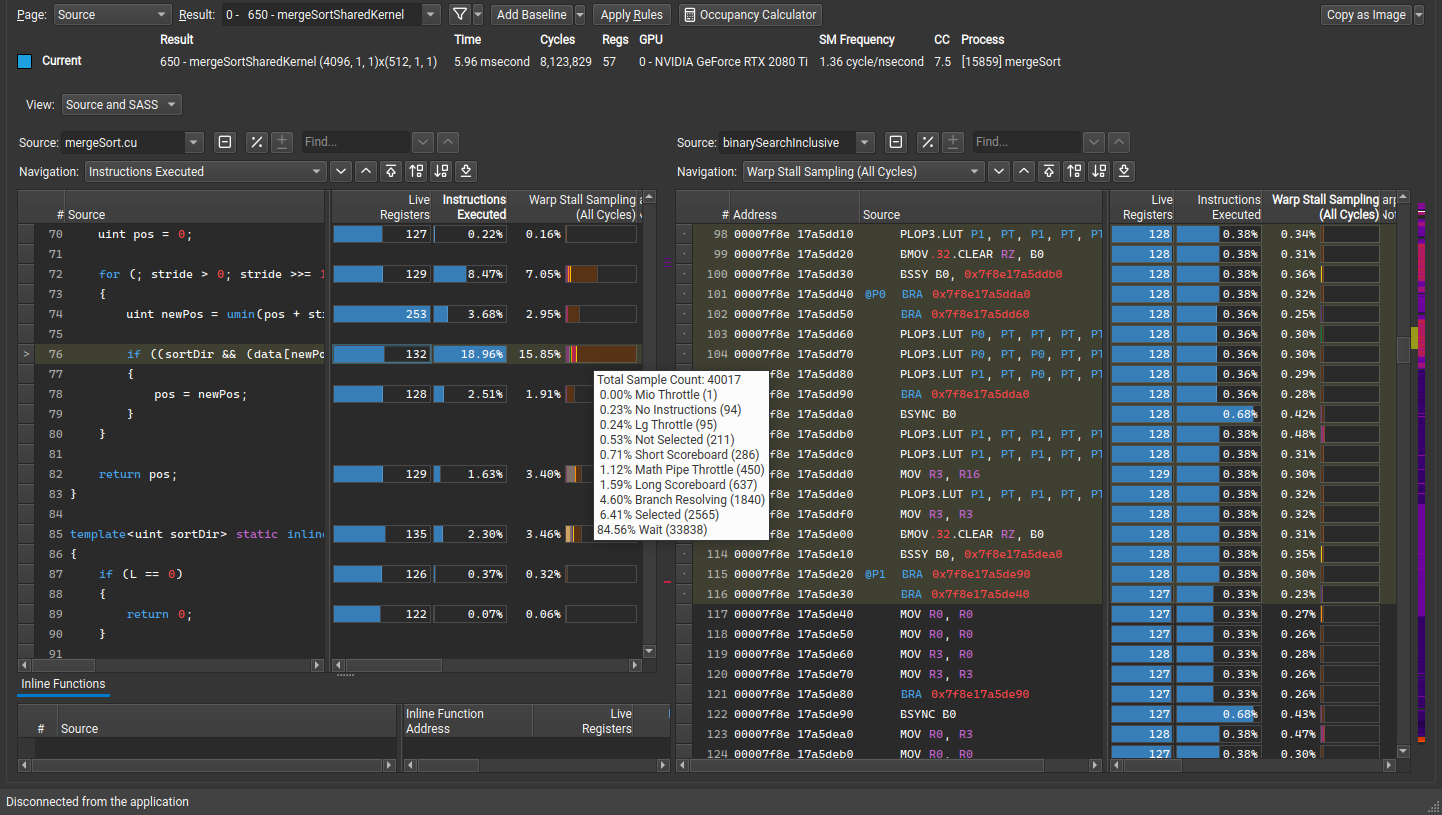 Page: Source Result: 0 - 650 - mergeSortSharedKernel Add Baseline Apply Rules Occupancy Calculator Copy as Image
Result Time Cycles Regs GPU SM Frequency CC Process
Current 650 - mergeSortSharedKernel (4096, 1, 1)x(512, 1, 1) 5.96 msecond 8,123,829 57 0 - NVIDIA GeForce RTX 2080 Ti 1.36 cycle/nsecond 7.5 [15859] mergeSort
View: Source and SASS
Source: mergeSort.cu Find...
Navigation: Instructions Executed
# Source Live Registers Instructions Executed Warp Stall Sampling (All Cycles)
70 uint pos = 0; 127 0.22% 0.16%
71
72 for (; stride > 0; stride >>= 129 8.47% 7.05%
73 {
74 uint newPos = umin(pos + 253 3.68% 2.95%
75
> 76 if ((sortDir && (data[newPo 132 18.96% 15.85%
77 {
78 pos = newPos; 128 2.51% 1.91%
79 }
80 }
81
82 return pos; 129 1.63% 3.40%
83 }
84
85 template<uint sortDir> static inline 135 2.30% 3.46%
86 {
87 if (L == 0) 126 0.37% 0.32%
88 {
89 return 0; 122 0.07% 0.06%
90 }
91
Total Sample Count: 40017
0.00% Mio Throttle (1)
0.23% No Instructions (94)
0.24% Lg Throttle (95)
0.53% Not Selected (211)
0.71% Short Scoreboard (286)
1.12% Math Pipe Throttle (450)
1.59% Long Scoreboard (637)
4.60% Branch Resolving (1840)
6.41% Selected (2565)
84.56% Wait (33838)
Inline Functions
# Source Inline Function Address Live Registers
Source: binarySearchInclusive Find...
Navigation: Warp Stall Sampling (All Cycles)
# Address Source Live Registers Instructions Executed Warp Stall Sampling (All Cycles)
98 00007f8e 17a5dd10 PLOP3.LUT P1, PT, P1, PT, PT 128 0.38% 0.34%
99 00007f8e 17a5dd20 BMOV.32.CLEAR RZ, B0 128 0.38% 0.31%
100 00007f8e 17a5dd30 BSSY B0, 0x7f8e17a5ddb0 128 0.38% 0.36%
101 00007f8e 17a5dd40 @P0 BRA 0x7f8e17a5dda0 128 0.38% 0.32%
102 00007f8e 17a5dd50 BRA 0x7f8e17a5dd60 128 0.36% 0.25%
103 00007f8e 17a5dd60 PLOP3.LUT P0, PT, PT, PT, PT 128 0.36% 0.30%
104 00007f8e 17a5dd70 PLOP3.LUT P0, PT, P0, PT, PT 128 0.36% 0.30%
7f8e 17a5dd80 PLOP3.LUT P1, PT, P0, PT, PT 128 0.36% 0.29%
7f8e 17a5dd90 BRA 0x7f8e17a5dda0 128 0.36% 0.28%
7f8e 17a5dda0 BSYNC B0 128 0.68% 0.42%
7f8e 17a5ddb0 PLOP3.LUT P1, PT, P1, PT, PT 128 0.38% 0.48%
7f8e 17a5ddc0 PLOP3.LUT P1, PT, P1, PT, PT 128 0.38% 0.31%
7f8e 17a5ddd0 MOV R3, R16 129 0.38% 0.30%
7f8e 17a5dde0 PLOP3.LUT P1, PT, P1, PT, PT 128 0.38% 0.32%
7f8e 17a5ddf0 MOV R3, R3 128 0.38% 0.32%
7f8e 17a5de00 BMOV.32.CLEAR RZ, B0 128 0.38% 0.31%
114 00007f8e 17a5de10 BSSY B0, 0x7f8e17a5dea0 128 0.38% 0.35%
115 00007f8e 17a5de20 @P1 BRA 0x7f8e17a5de90 128 0.38% 0.30%
116 00007f8e 17a5de30 BRA 0x7f8e17a5de40 128 0.33% 0.23%
117 00007f8e 17a5de40 MOV R0, R0 127 0.33% 0.27%
118 00007f8e 17a5de50 MOV R0, R0 127 0.33% 0.26%
119 00007f8e 17a5de60 MOV R3, R0 128 0.33% 0.28%
120 00007f8e 17a5de70 MOV R3, R3 127 0.33% 0.26%
121 00007f8e 17a5de80 BRA 0x7f8e17a5de90 127 0.33% 0.26%
122 00007f8e 17a5de90 BSYNC B0 127 0.68% 0.43%
123 00007f8e 17a5dea0 MOV R0, R3 128 0.38% 0.47%
124 00007f8e 17a5deb0 MOV R0, R0 127 0.38% 0.30%
Disconnected from the application